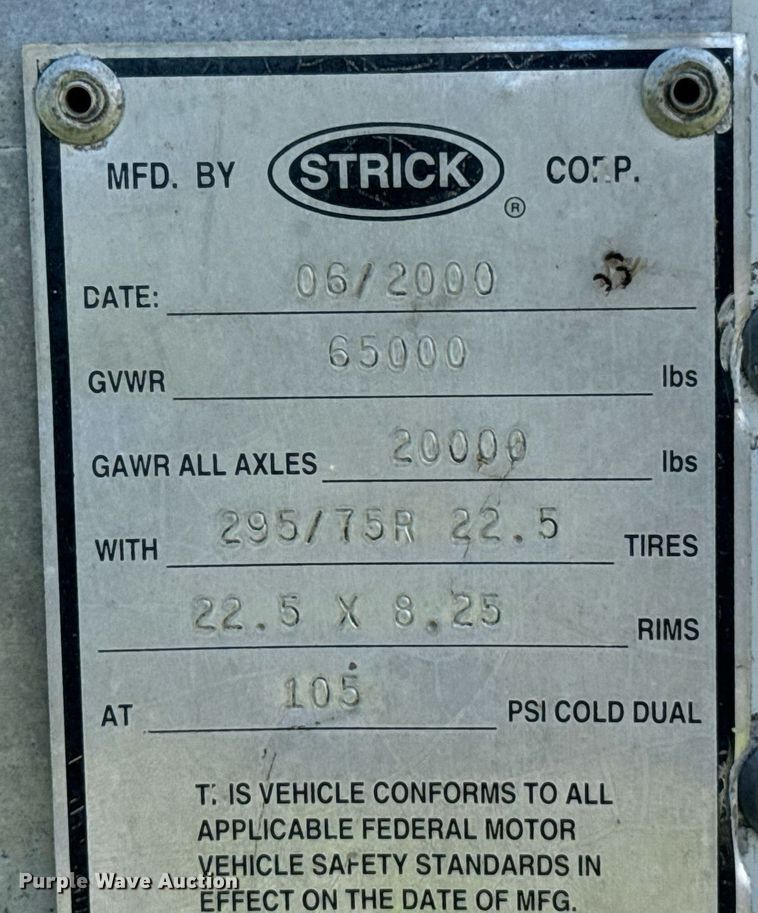 MFD. BY STRICK ® CORP.
DATE: 06/2000
GVWR 65000 lbs
GAWR ALL AXLES 20000 lbs
WITH 295/75R 22.5 TIRES
22.5 X 8.25 RIMS
AT 105 PSI COLD DUAL
THIS VEHICLE CONFORMS TO ALL
APPLICABLE FEDERAL MOTOR
VEHICLE SAFETY STANDARDS IN
EFFECT ON THE DATE OF MFG.
Purple Wave Auction